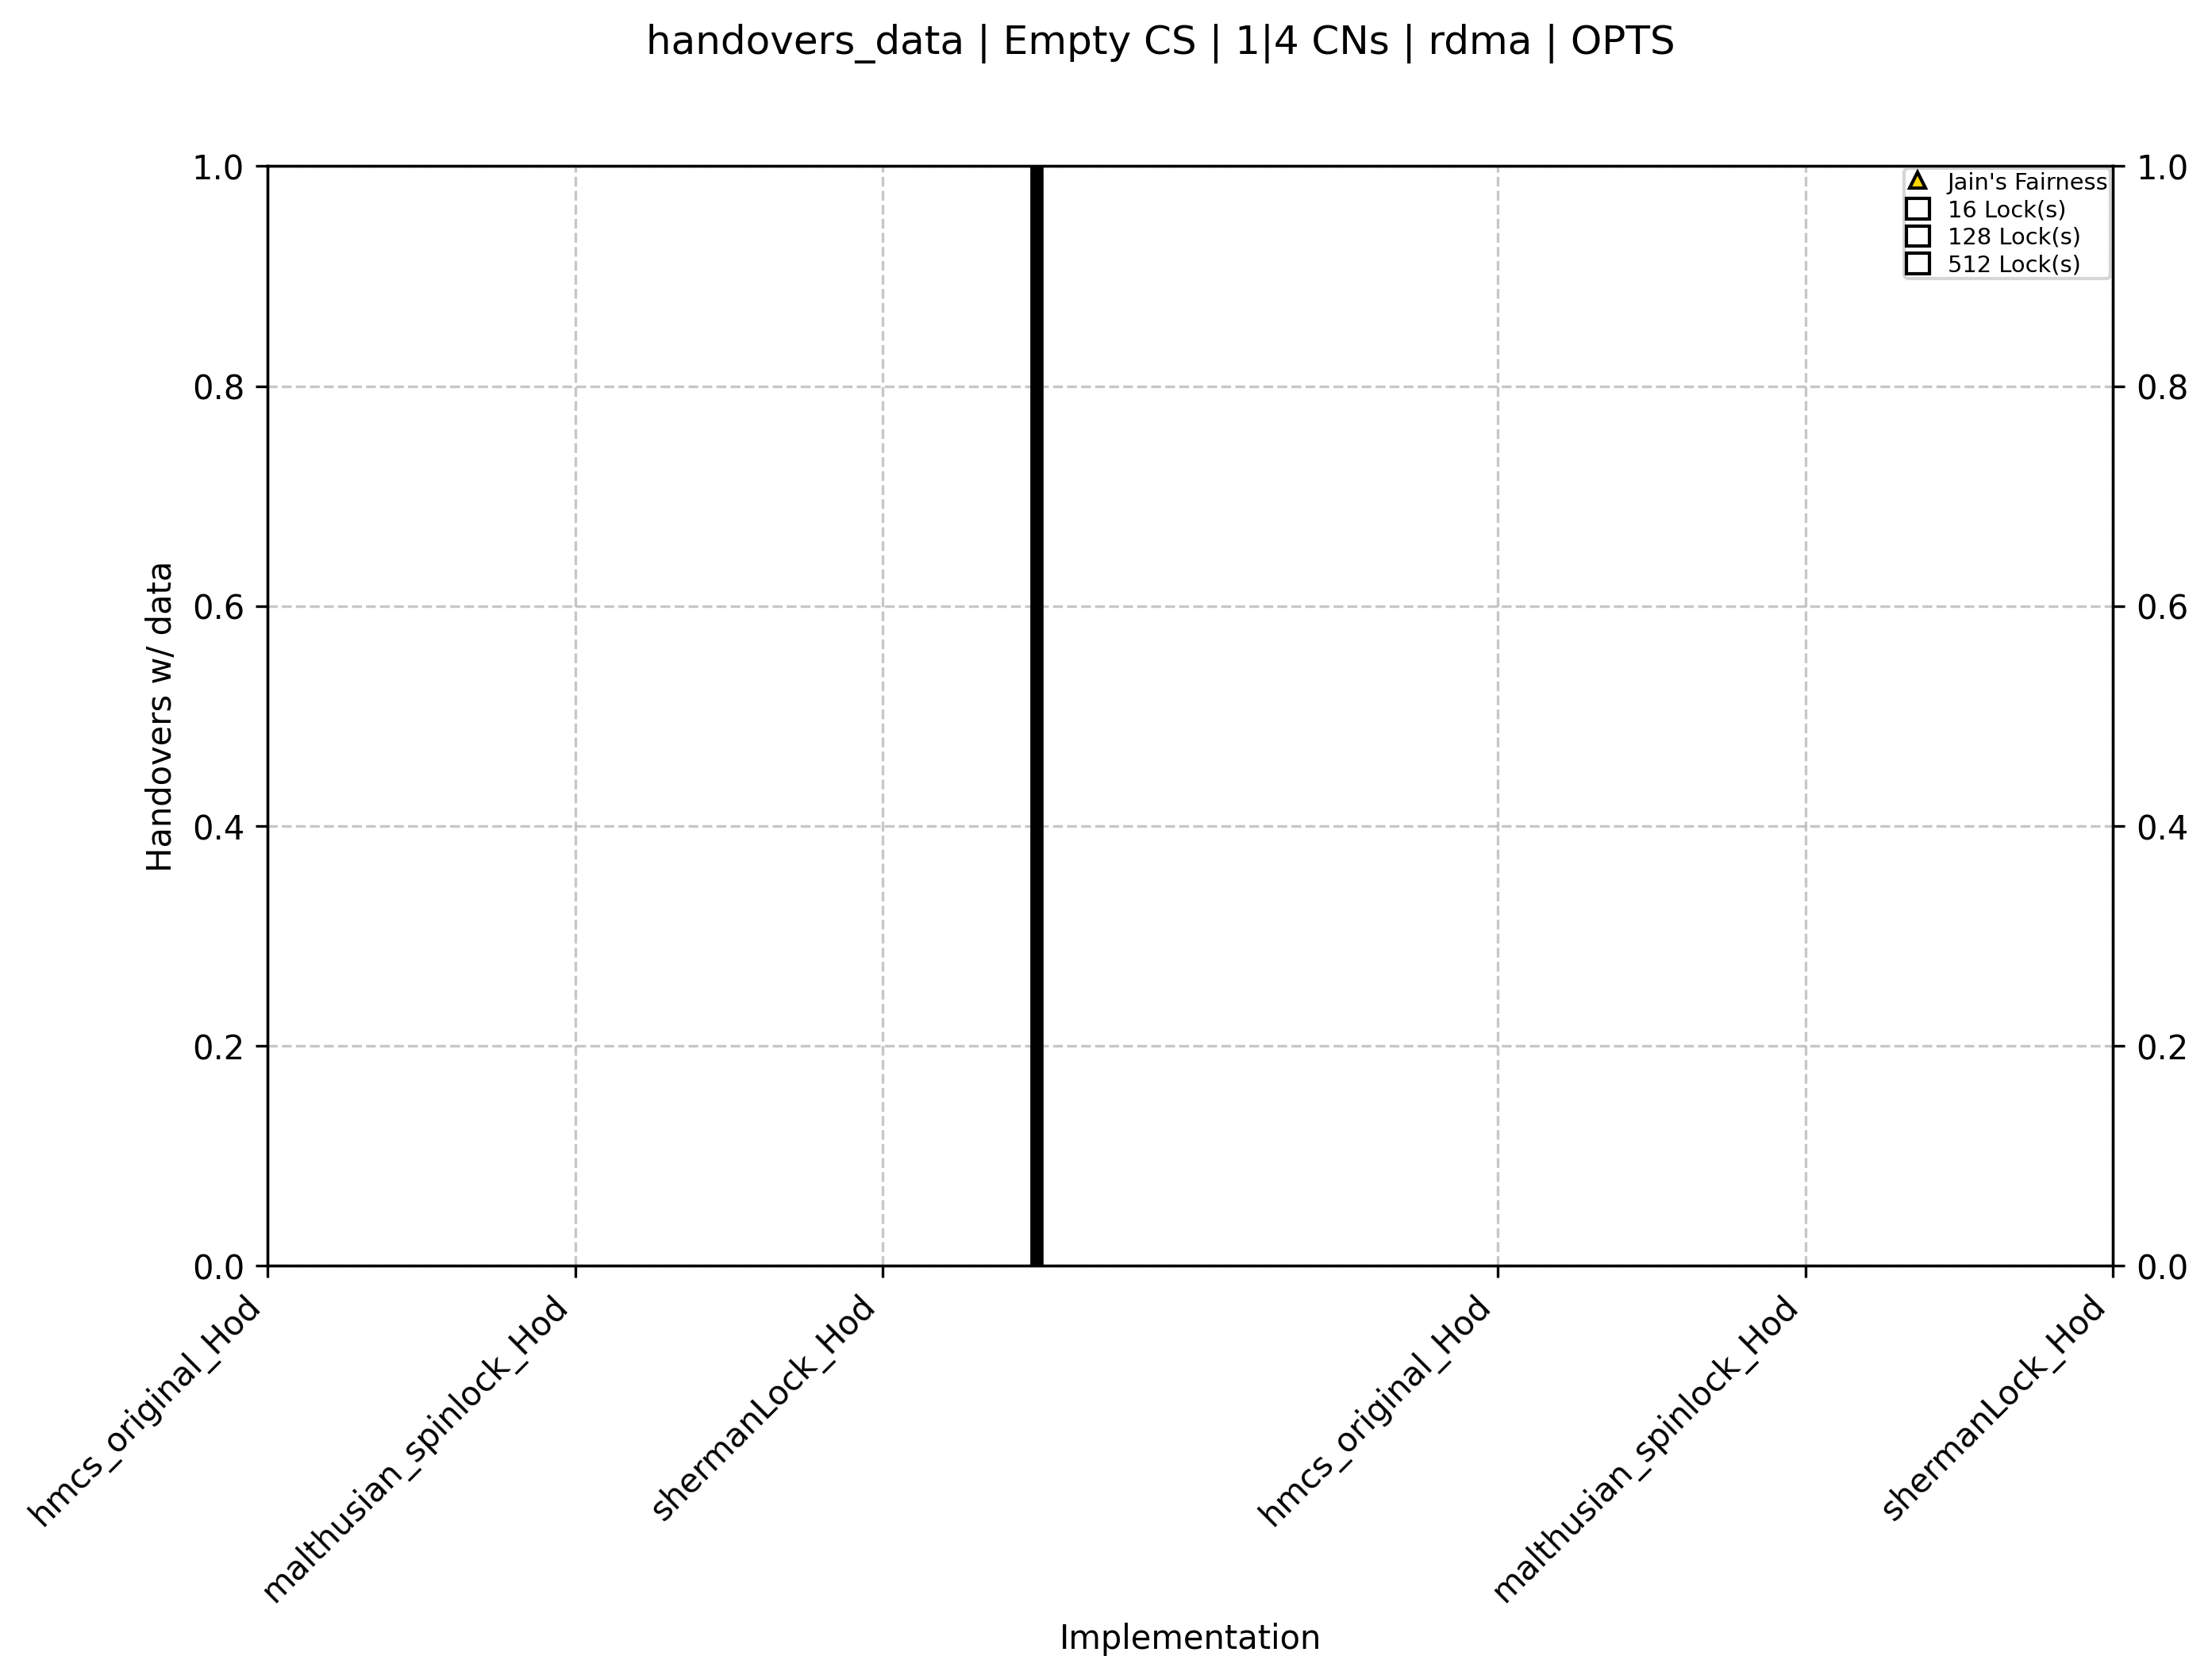 handovers_data | Empty CS | 1|4 CNs | rdma | OPTS
1.0
0.8
0.6
0.4
0.2
0.0
Handovers w/ data
1.0
0.8
0.6
0.4
0.2
0.0
Jain's Fairness
16 Lock(s)
128 Lock(s)
512 Lock(s)
hmcs_original_Hod
malthusian_spinlock_Hod
shermanLock_Hod
hmcs_original_Hod
malthusian_spinlock_Hod
shermanLock_Hod
Implementation